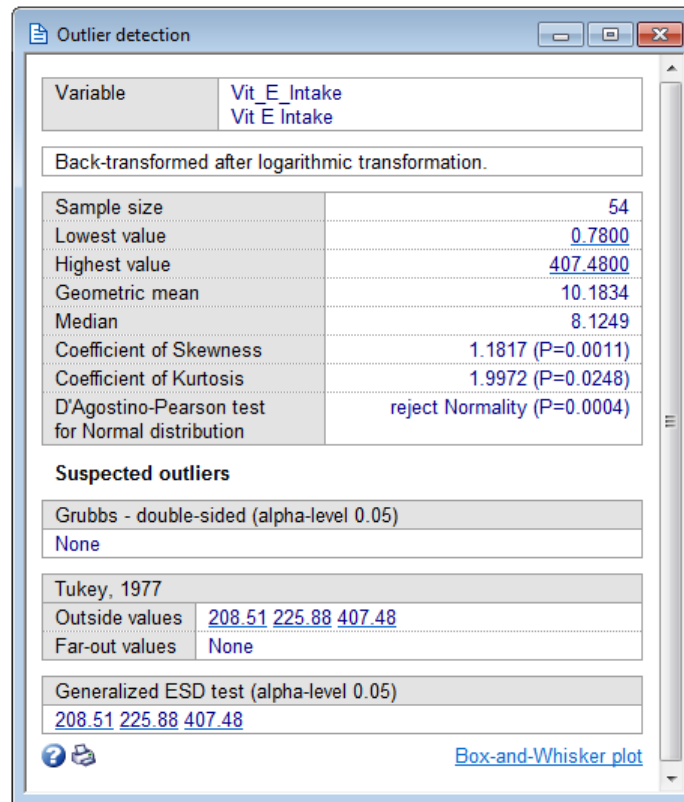 Outlier detection
Variable Vit_E_Intake
Vit E Intake
Back-transformed after logarithmic transformation.
Sample size 54
Lowest value 0.7800
Highest value 407.4800
Geometric mean 10.1834
Median 8.1249
Coefficient of Skewness 1.1817 (P=0.0011)
Coefficient of Kurtosis 1.9972 (P=0.0248)
D'Agostino-Pearson test reject Normality (P=0.0004)
for Normal distribution
Suspected outliers
Grubbs - double-sided (alpha-level 0.05)
None
Tukey, 1977
Outside values 208.51 225.88 407.48
Far-out values None
Generalized ESD test (alpha-level 0.05)
208.51 225.88 407.48
Box-and-Whisker plot